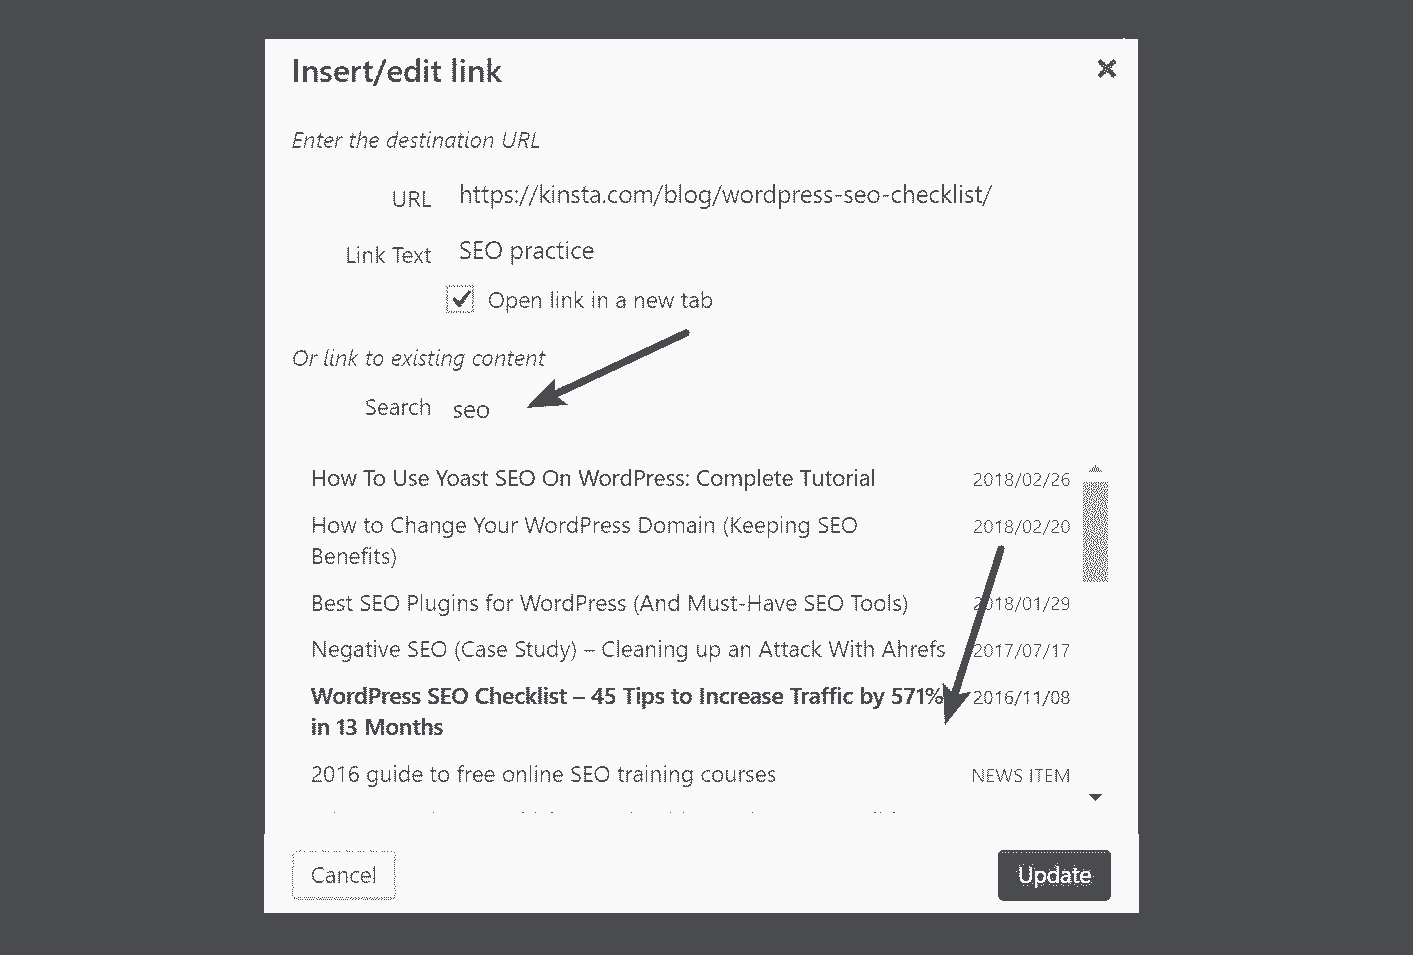 Insert/edit link
Enter the destination URL
URL https://kinsta.com/blog/wordpress-seo-checklist/
Link Text SEO practice
Open link in a new tab
Or link to existing content
Search seo
How To Use Yoast SEO On WordPress: Complete Tutorial 2018/02/26
How to Change Your WordPress Domain (Keeping SEO 2018/02/20
Benefits)
Best SEO Plugins for WordPress (And Must-Have SEO Tools) 2018/01/29
Negative SEO (Case Study) – Cleaning up an Attack With Ahrefs 2017/07/17
WordPress SEO Checklist – 45 Tips to Increase Traffic by 571% 2016/11/08
in 13 Months
2016 guide to free online SEO training courses NEWS ITEM
Cancel Update